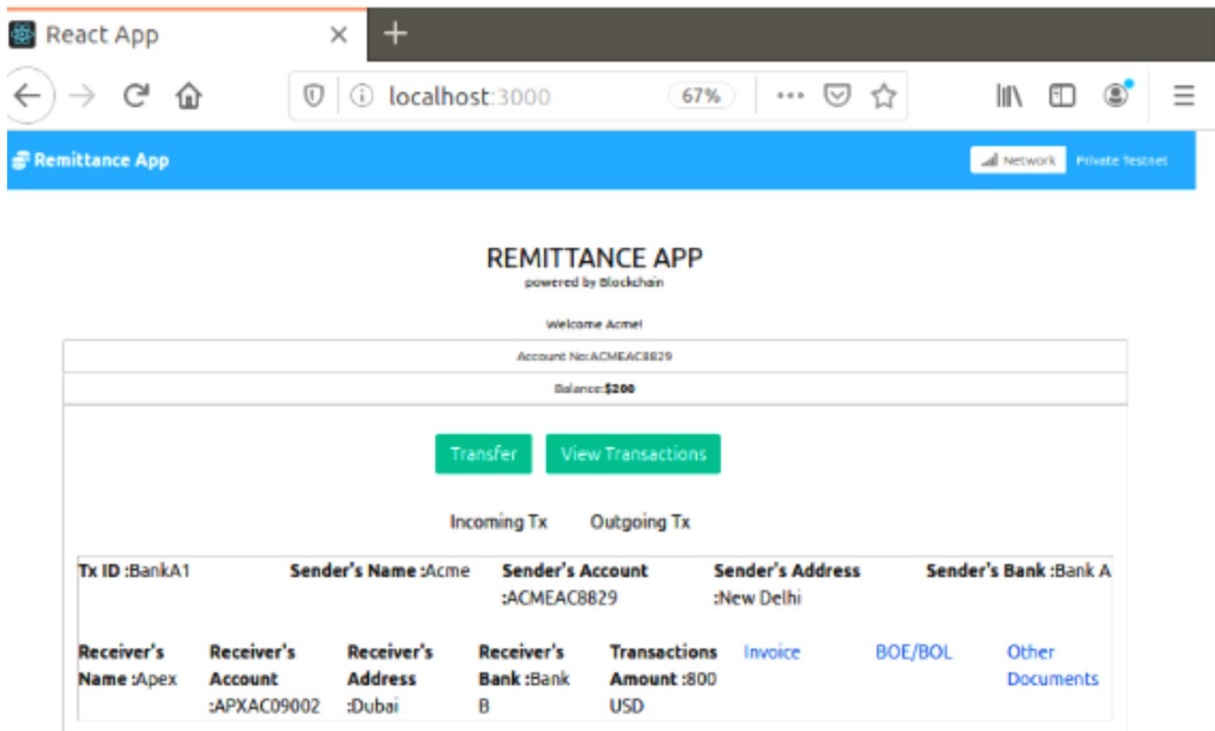 React App
localhost:3000 67%
Remittance App Network Private Testnet
REMITTANCE APP
powered by Blockchain
Welcome Acme!
Account No:ACMEAC8829
Balance:$200
Transfer View Transactions
Incoming Tx Outgoing Tx
Tx ID :BankA1 Sender's Name :Acme Sender's Account Sender's Address Sender's Bank :Bank A
:ACMEAC8829 :New Delhi
Receiver's Receiver's Receiver's Receiver's Transactions Invoice BOE/BOL Other
Name :Apex Account Address Bank :Bank Amount :800 Documents
:APXAC09002 :Dubai B USD